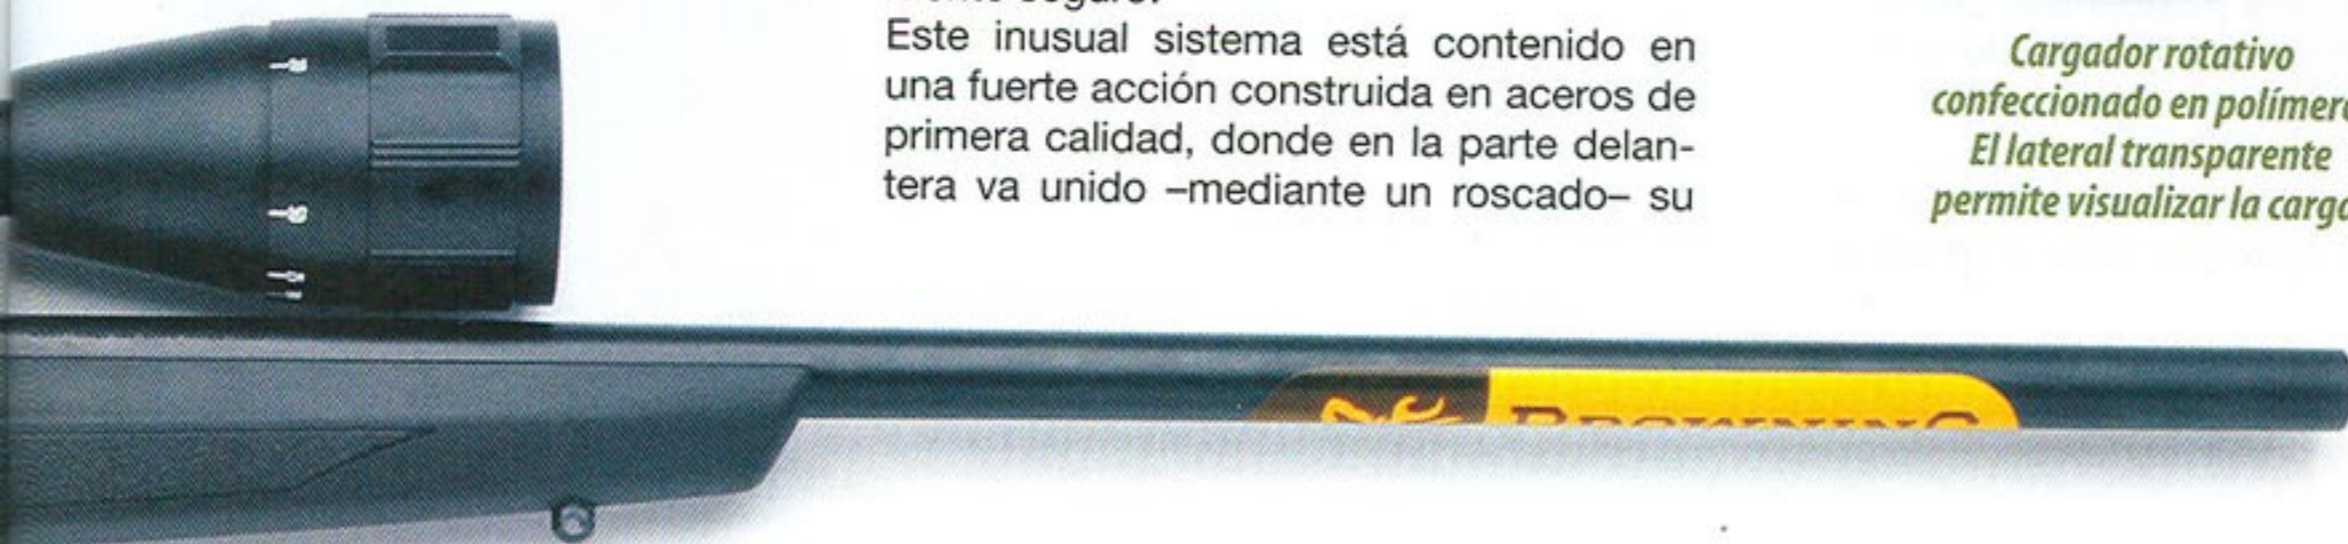 Este inusual sistema está contenido en
una fuerte acción construida en aceros de
primera calidad, donde en la parte delan-
tera va unido –mediante un roscado– su
Cargador rotativo
confeccionado en polímer
El lateral transparente
permite visualizar la carga
BROWNING